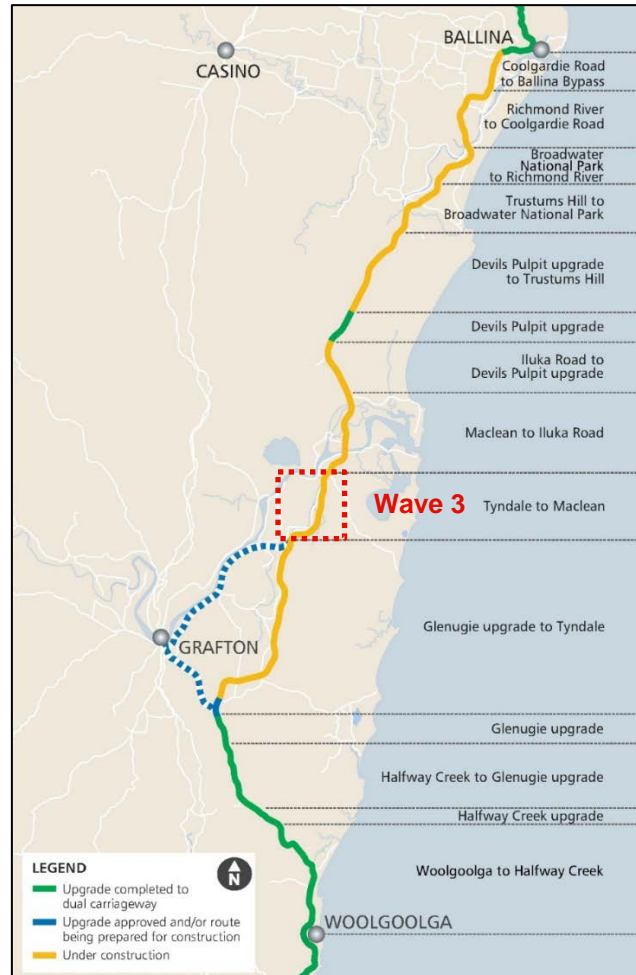 BALLINA
CASINO
Coolgardie Road
to Ballina Bypass
Richmond River
to Coolgardie Road
Broadwater
National Park
to Richmond River
Trustums Hill to
Broadwater National Park
Devils Pulpit upgrade
to Trustums Hill
Devils Pulpit upgrade
Iluka Road to
Devils Pulpit upgrade
Maclean to Iluka Road
Wave 3
Tyndale to Maclean
Glenugie upgrade to Tyndale
GRAFTON
Glenugie upgrade
Halfway Creek to Glenugie upgrade
Halfway Creek upgrade
Woolgoolga to Halfway Creek
WOOLGOOLGA
LEGEND
N
Upgrade completed to
dual carriageway
Upgrade approved and/or route
being prepared for construction
Under construction